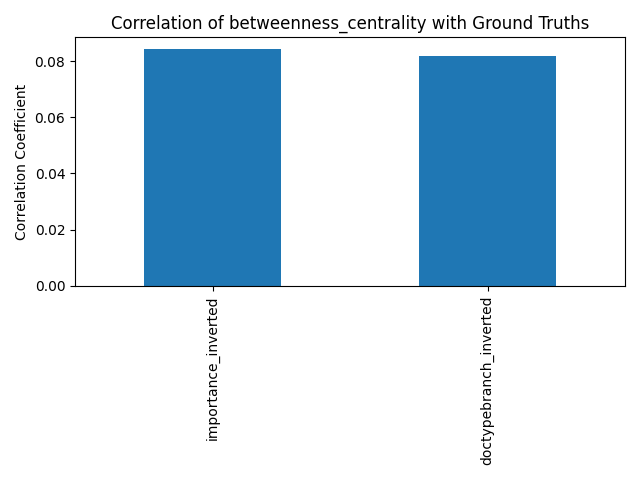 Correlation of betweenness_centrality with Ground Truths
Correlation Coefficient
0.08
0.06
0.04
0.02
0.00
importance_inverted
doctypebranch_inverted